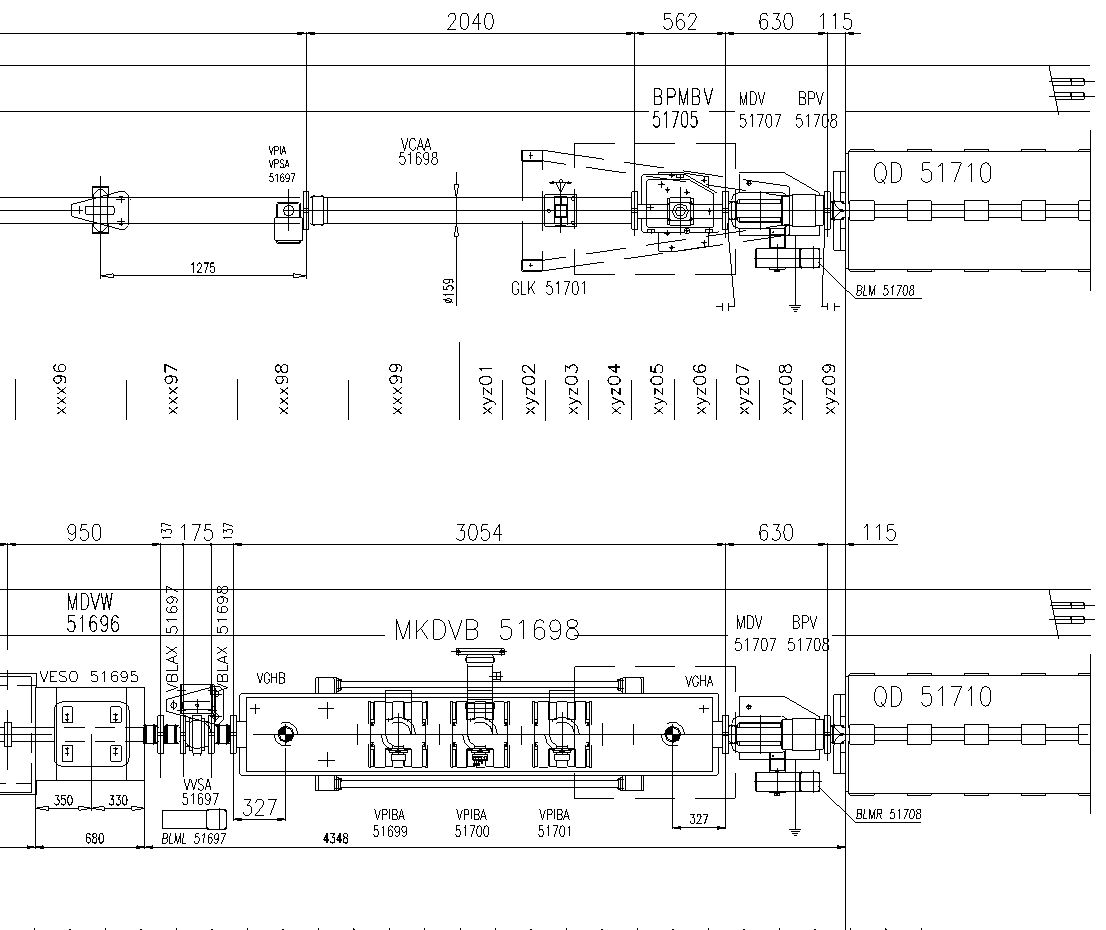 2040
562
630
115
BPMBV
51705
MDV
51707
BPV
51708
VPIA
VPSA
51697
VCAA
51698
QD 51710
1275
Ø159
GLK 51701
BLM 51708
xxx96
xxx97
xxx98
xxx99
xyz01
xyz02
xyz03
xyz04
xyz05
xyz06
xyz07
xyz08
xyz09
950
137
175
137
3054
630
115
MDVW
51696
VBLAX 51697
VBLAX 51698
MKDVB 51698
MDV
51707
BPV
51708
VESO 51695
VGHB
VGHA
QD 51710
350
330
VVSA
51697
327
VPIBA
51699
VPIBA
51700
VPIBA
51701
327
BLMR 51708
680
BLML 51697
4348